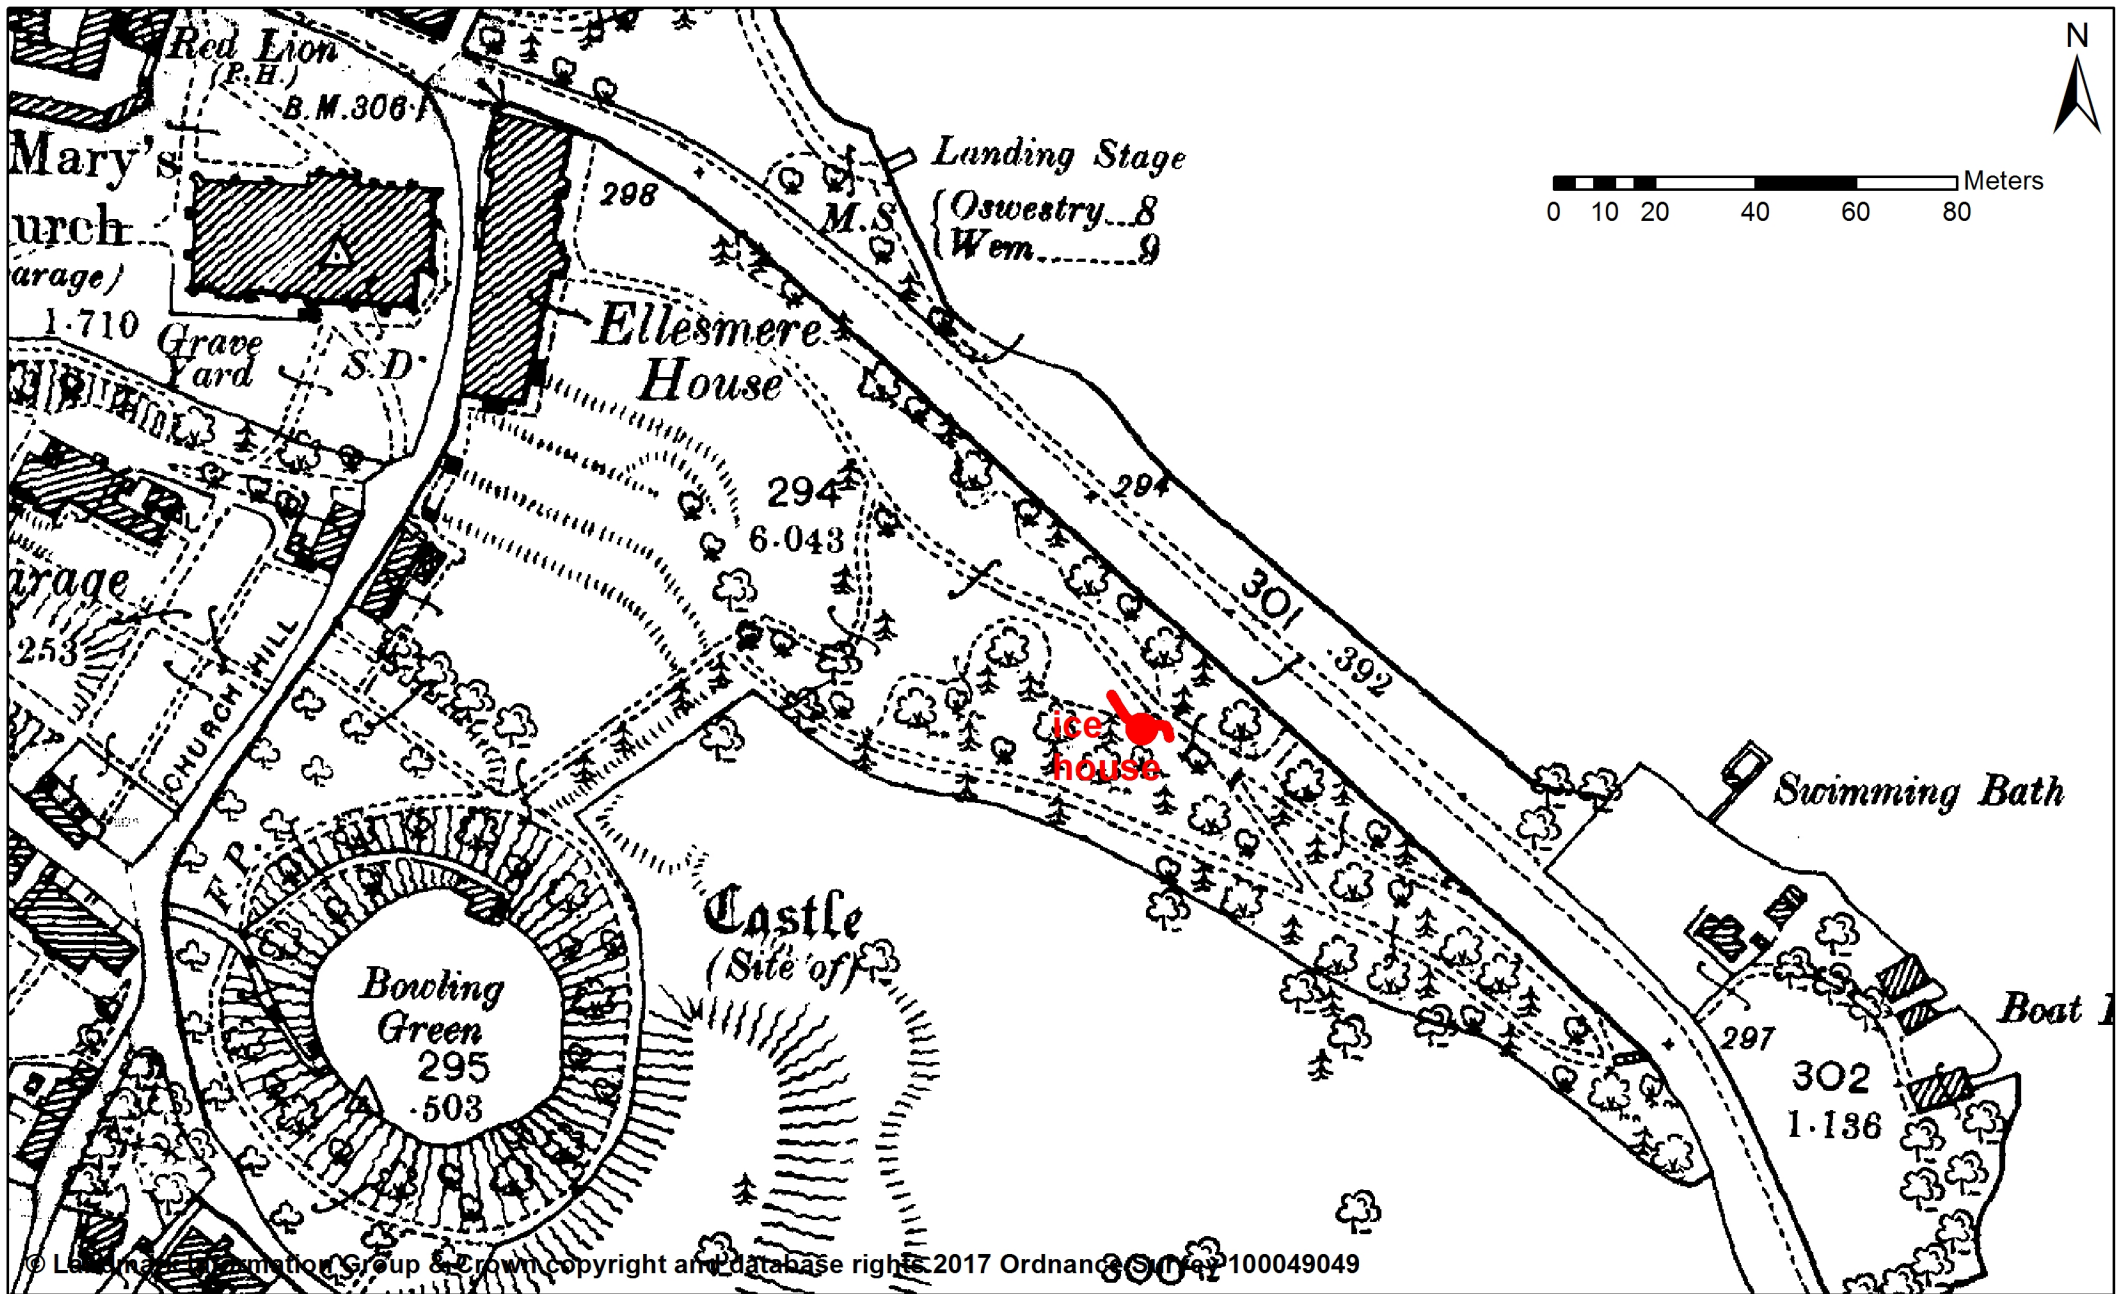 N
Red Lion
(P.H.)
B.M.306
Mary's
urch
arage)
1.710
Grave
Yard
S.D
298
Landing Stage
M.S
Oswestry...8
Wem.........9
Meters
0 10 20 40 60 80
Ellesmere
House
294
6.043
294
301
.392
arage
253
CHURCH HILL
F.P.
ice
house
Swimming Bath
Castle
(Site of)
Bowling
Green
295
.503
297
302
1.136
Boat
300
© Landmark Information Group & Crown copyright and database rights 2017 Ordnance Survey 100049049